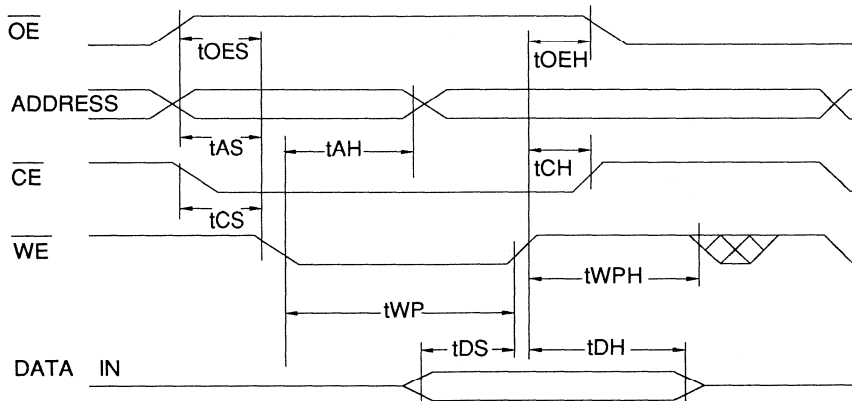 OE
tOES
tOEH
ADDRESS
tAS
tAH
CE
tCH
tCS
WE
tWPH
tWP
tDS
tDH
DATA IN